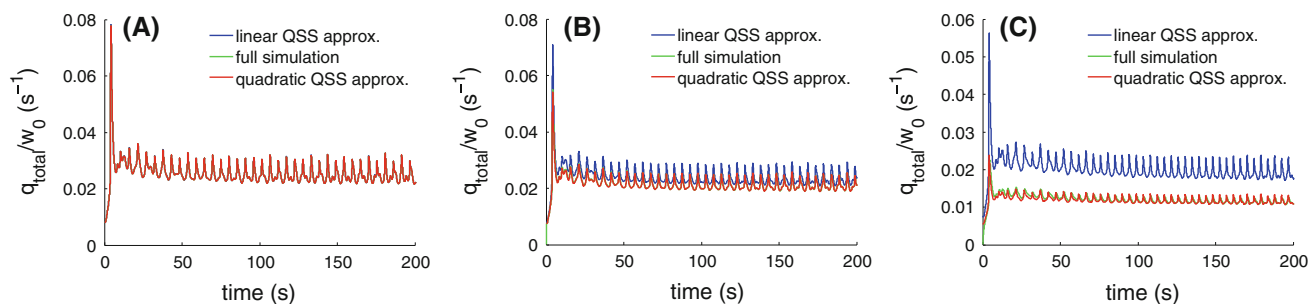 (A)
linear QSS approx.
full simulation
quadratic QSS approx.
q_total/w_0 (s^−1)
0.08
0.06
0.04
0.02
0
0 50 100 150 200
time (s)
(B)
linear QSS approx.
full simulation
quadratic QSS approx.
q_total/w_0 (s^−1)
0.08
0.06
0.04
0.02
0
0 50 100 150 200
time (s)
(C)
linear QSS approx.
full simulation
quadratic QSS approx.
q_total/w_0 (s^−1)
0.06
0.05
0.04
0.03
0.02
0.01
0
0 50 100 150 200
time (s)